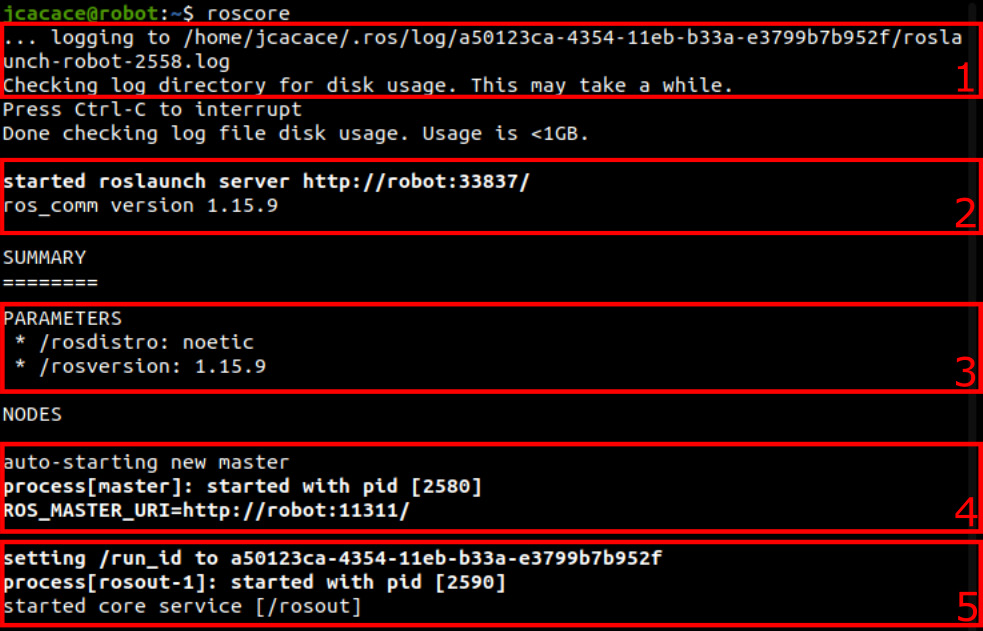 jcacace@robot:~$ roscore
... logging to /home/jcacace/.ros/log/a50123ca-4354-11eb-b33a-e3799b7b952f/rosla
unch-robot-2558.log
Checking log directory for disk usage. This may take a while.
1
Press Ctrl-C to interrupt
Done checking log file disk usage. Usage is <1GB.
started roslaunch server http://robot:33837/
ros_comm version 1.15.9
2
SUMMARY
========
PARAMETERS
* /rosdistro: noetic
* /rosversion: 1.15.9
3
NODES
auto-starting new master
process[master]: started with pid [2580]
ROS_MASTER_URI=http://robot:11311/
4
setting /run_id to a50123ca-4354-11eb-b33a-e3799b7b952f
process[rosout-1]: started with pid [2590]
started core service [/rosout]
5